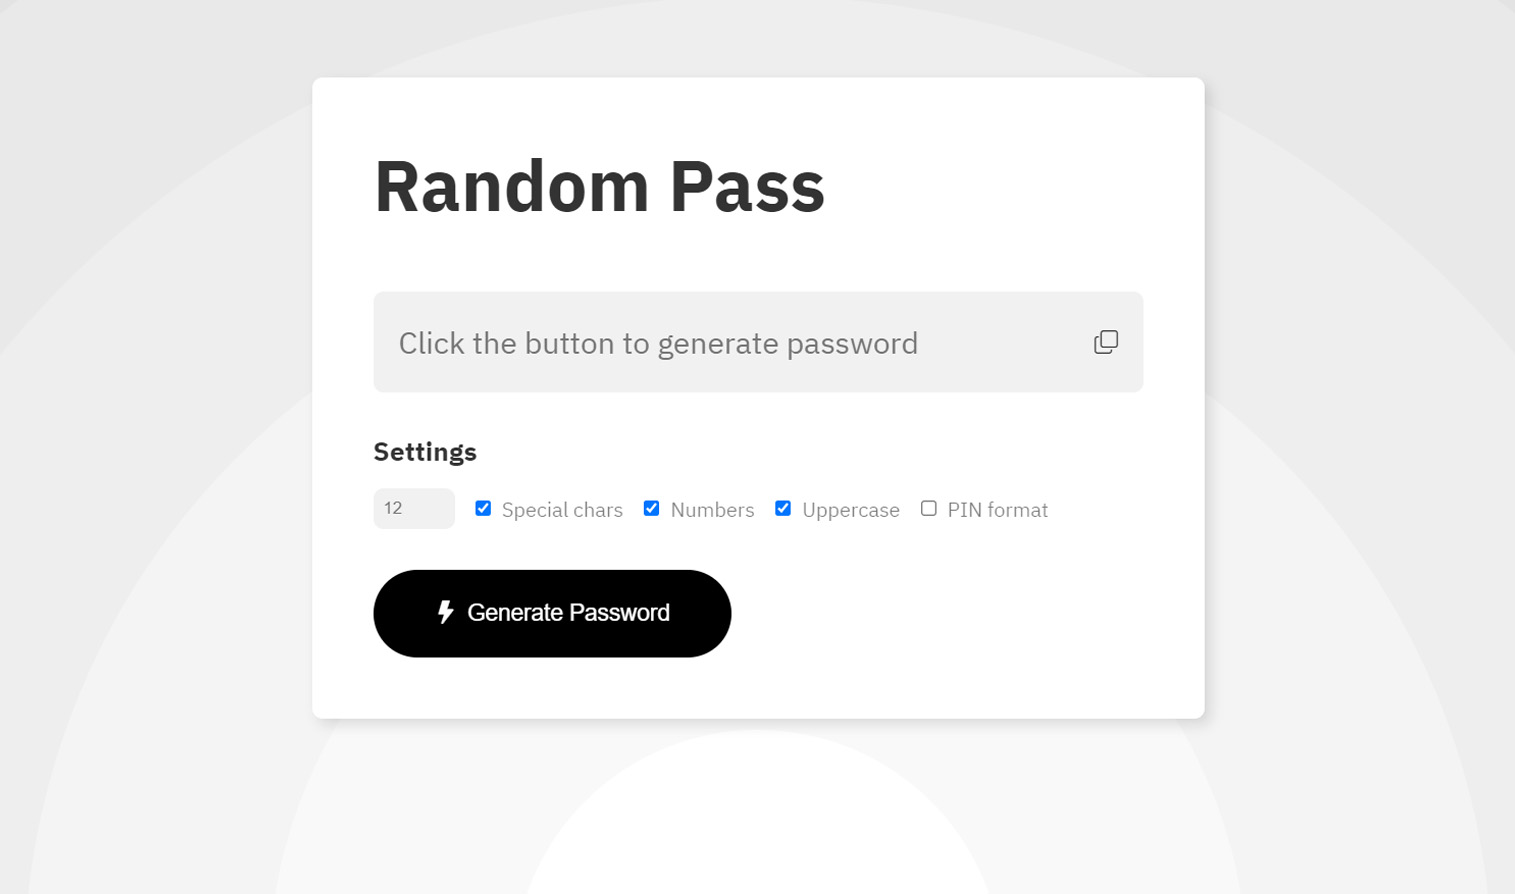 Random Pass
Click the button to generate password
Settings
12 Special chars Numbers Uppercase PIN format
Generate Password